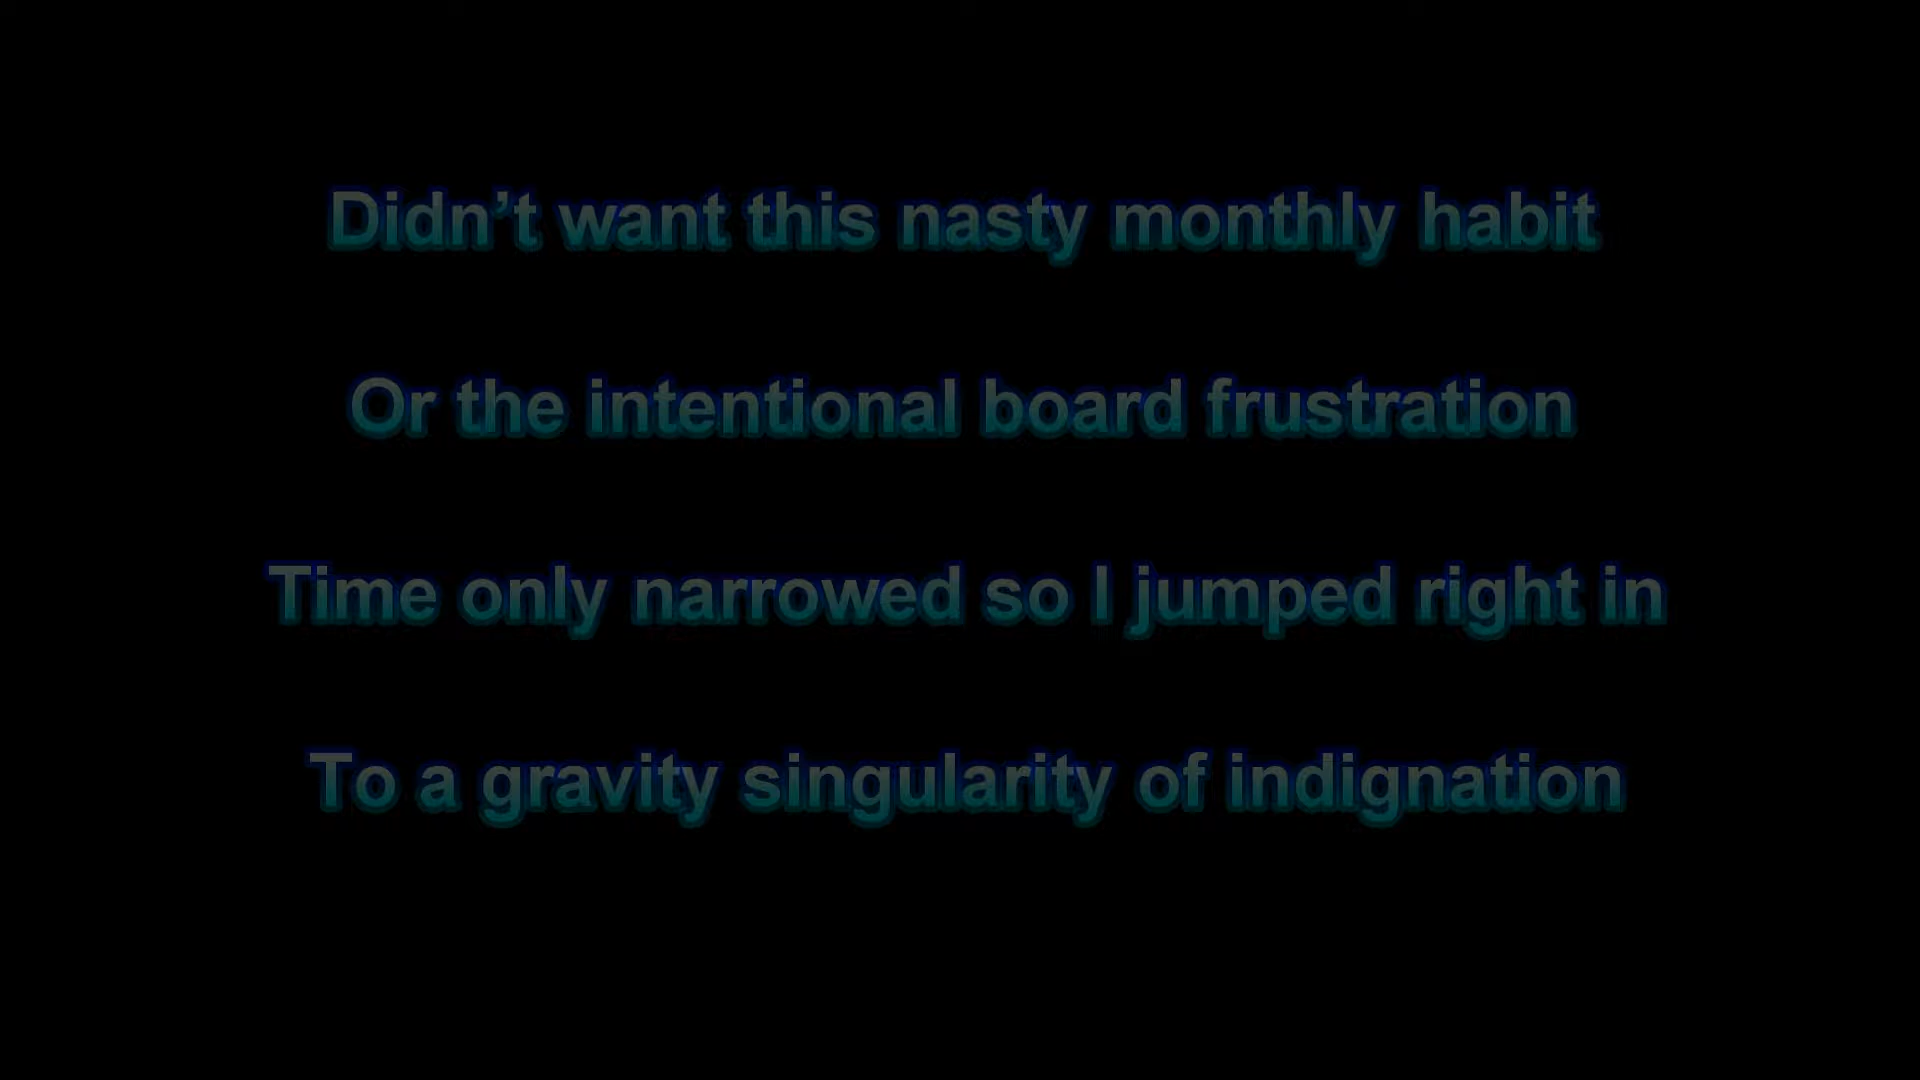 Didn’t want this nasty monthly habit
Or the intentional board frustration
Time only narrowed so I jumped right in
To a gravity singularity of indignation